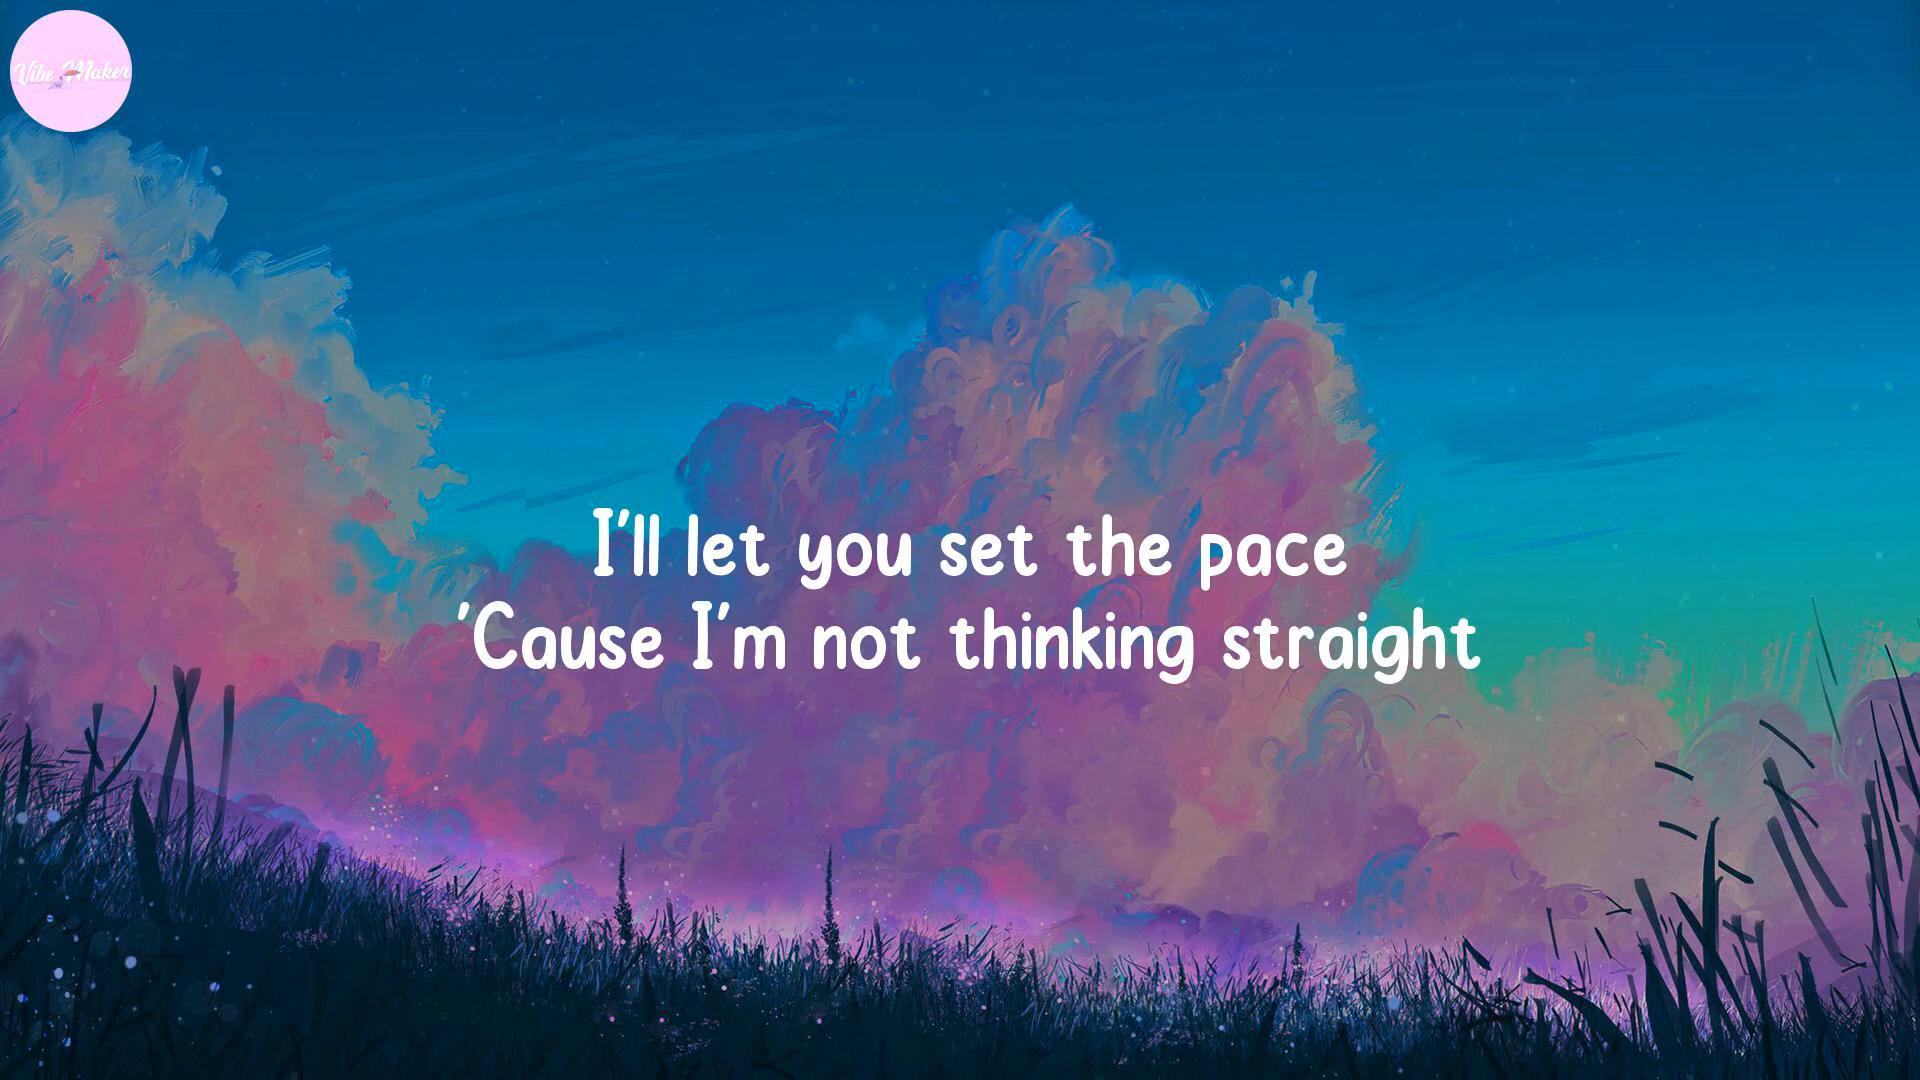 Vibe Maker
I'll let you set the pace
'Cause I'm not thinking straight